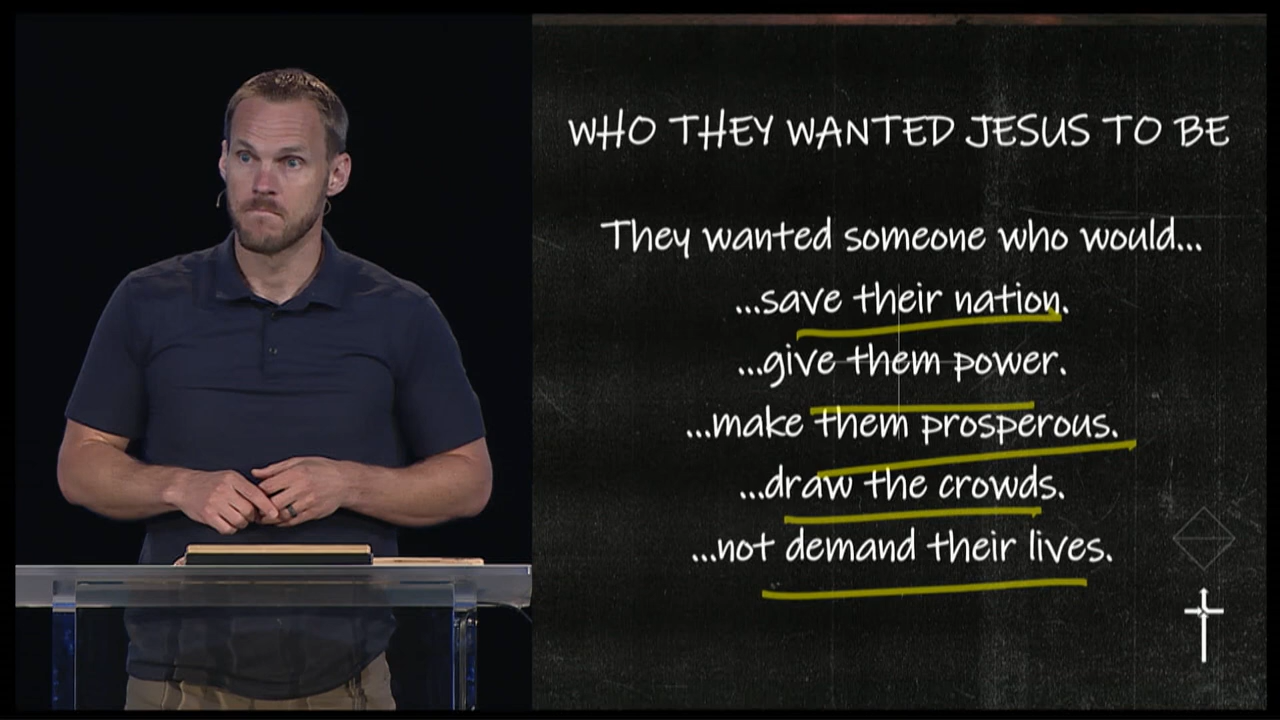 WHO THEY WANTED JESUS TO BE
They wanted someone who would...
...save their nation.
...give them power.
...make them prosperous.
...draw the crowds.
...not demand their lives.